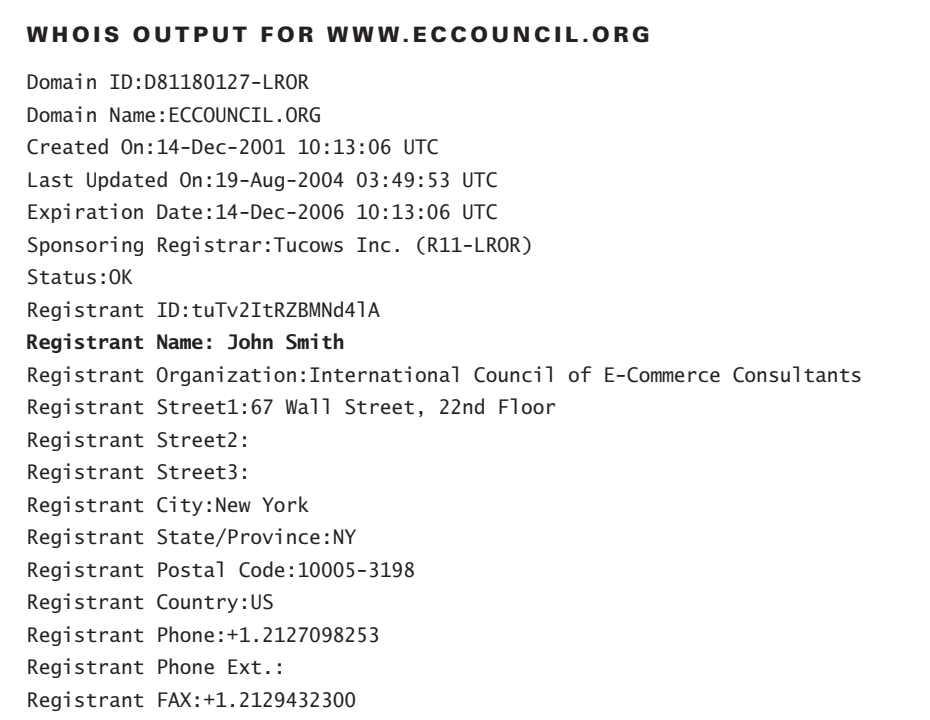 WHOIS OUTPUT FOR WWW.ECCOUNCIL.ORG
Domain ID:D81180127-LROR
Domain Name:ECCOUNCIL.ORG
Created On:14-Dec-2001 10:13:06 UTC
Last Updated On:19-Aug-2004 03:49:53 UTC
Expiration Date:14-Dec-2006 10:13:06 UTC
Sponsoring Registrar:Tucows Inc. (R11-LROR)
Status:OK
Registrant ID:tuTv2ItRZBMNd4lA
Registrant Name: John Smith
Registrant Organization:International Council of E-Commerce Consultants
Registrant Street1:67 Wall Street, 22nd Floor
Registrant Street2:
Registrant Street3:
Registrant City:New York
Registrant State/Province:NY
Registrant Postal Code:10005-3198
Registrant Country:US
Registrant Phone:+1.2127098253
Registrant Phone Ext.:
Registrant FAX:+1.2129432300